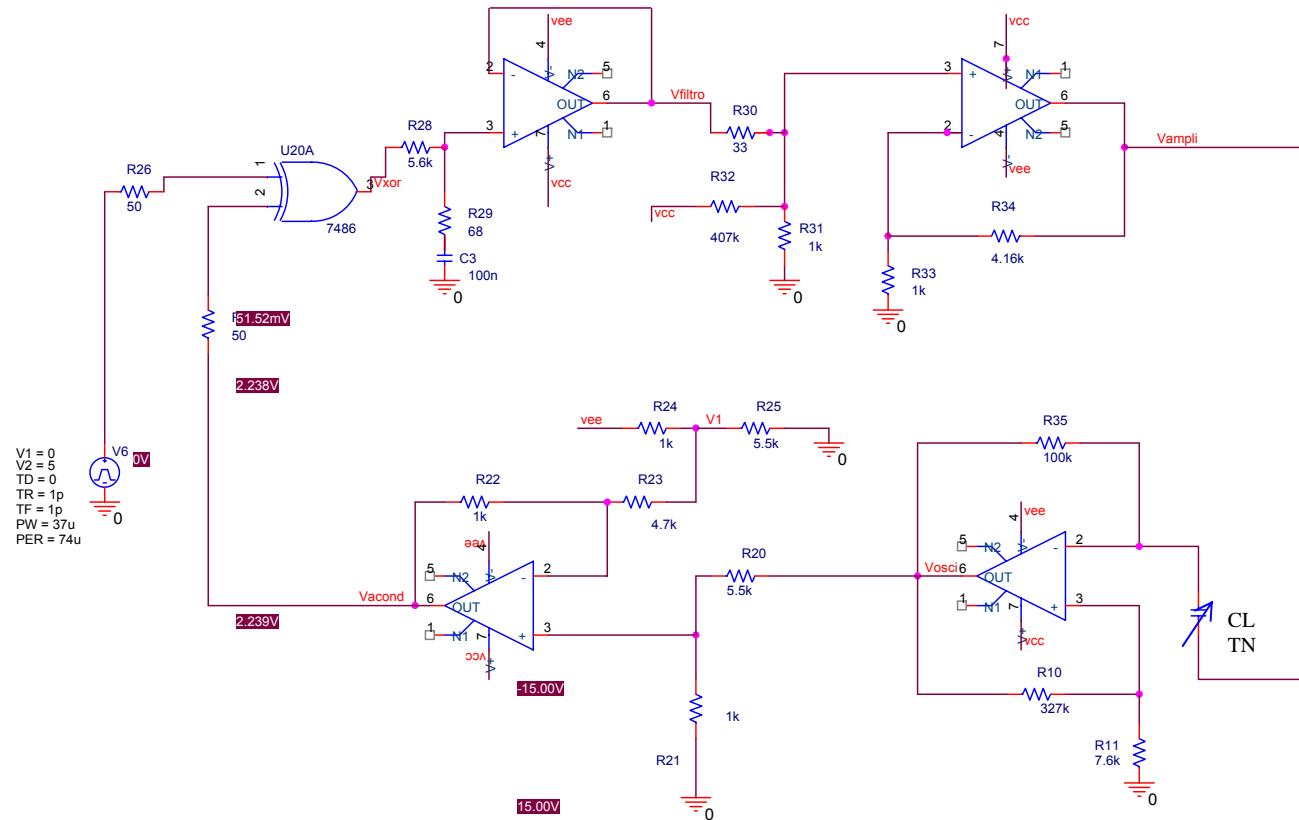 vee
4
V-
2
-
N2
5
OUT
6
3
+
N1
1
7
V+
vcc
Vfiltro
R30
33
R32
407k
vcc
R31
1k
0
vcc
7
V+
3
+
N1
1
OUT
6
2
-
N2
5
4
V-
vee
Vampli
R34
4.16k
R33
1k
0
R28
5.6k
U20A
1
2
3
Vxor
7486
R26
50
R29
68
C3
100n
0
51.52mV
50
2.238V
V1 = 0
V2 = 5
TD = 0
TR = 1p
TF = 1p
PW = 37u
PER = 74u
V6
0V
0
vee
R24
1k
V1
R25
5.5k
0
R22
1k
R23
4.7k
vee
4
V-
5
N2
2
-
Vacond
6
OUT
1
N1
3
+
7
V+
vcc
2.239V
-15.00V
R20
5.5k
1k
R21
0
15.00V
R35
100k
vee
4
V-
5
N2
2
-
Vosci
6
OUT
1
N1
3
+
7
V+
vcc
R10
327k
R11
7.6k
0
CL
TN